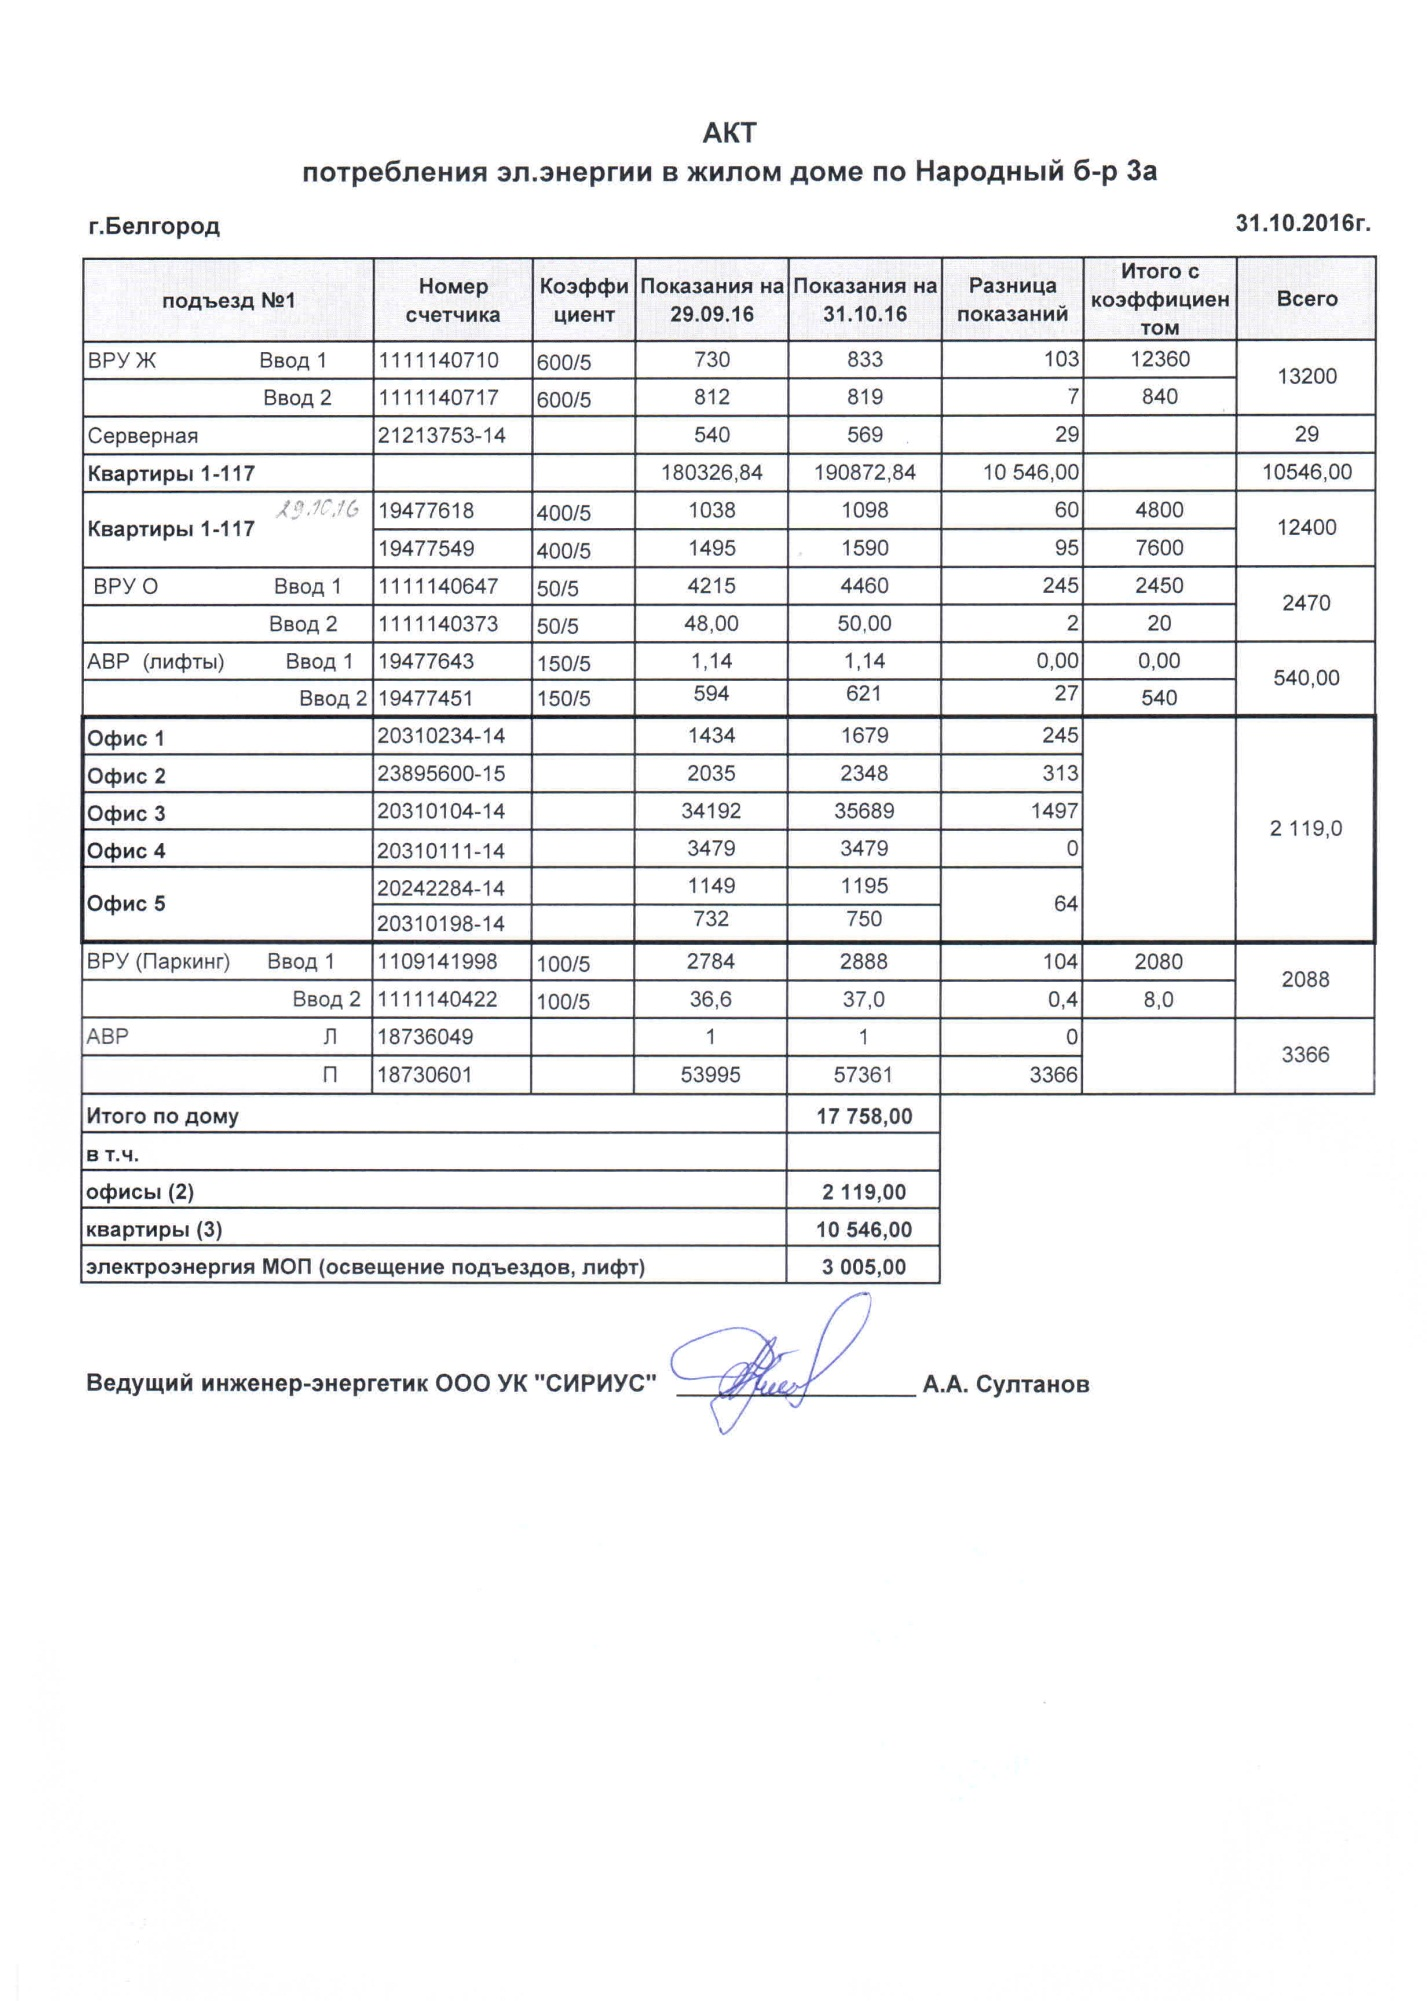 АКТ
потребления эл.энергии в жилом доме по Народный б-р 3а
г.Белгород 31.10.2016г.
подъезд №1 Номер счетчика Коэффи циент Показания на 29.09.16 Показания на 31.10.16 Разница показаний Итого с коэффициен том Всего
ВРУ Ж Ввод 1 1111140710 600/5 730 833 103 12360 13200
Ввод 2 1111140717 600/5 812 819 7 840
Серверная 21213753-14 540 569 29 29
Квартиры 1-117 180326,84 190872,84 10 546,00 10546,00
Квартиры 1-117 29.10.16 19477618 400/5 1038 1098 60 4800 12400
19477549 400/5 1495 1590 95 7600
ВРУ О Ввод 1 1111140647 50/5 4215 4460 245 2450 2470
Ввод 2 1111140373 50/5 48,00 50,00 2 20
АВР (лифты) Ввод 1 19477643 150/5 1,14 1,14 0,00 0,00 540,00
Ввод 2 19477451 150/5 594 621 27 540
Офис 1 20310234-14 1434 1679 245 2 119,0
Офис 2 23895600-15 2035 2348 313
Офис 3 20310104-14 34192 35689 1497
Офис 4 20310111-14 3479 3479 0
Офис 5 20242284-14 1149 1195 64
20310198-14 732 750
ВРУ (Паркинг) Ввод 1 1109141998 100/5 2784 2888 104 2080 2088
Ввод 2 1111140422 100/5 36,6 37,0 0,4 8,0
АВР Л 18736049 1 1 0 3366
П 18730601 53995 57361 3366
Итого по дому 17 758,00
в т.ч.
офисы (2) 2 119,00
квартиры (3) 10 546,00
электроэнергия МОП (освещение подъездов, лифт) 3 005,00
Ведущий инженер-энергетик ООО УК "СИРИУС" А.А. Султанов